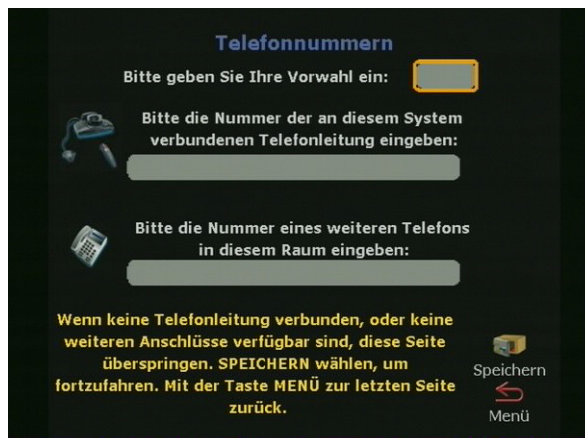 Telefonnummern
Bitte geben Sie Ihre Vorwahl ein:
Bitte die Nummer der an diesem System
verbundenen Telefonleitung eingeben:
Bitte die Nummer eines weiteren Telefons
in diesem Raum eingeben:
Wenn keine Telefonleitung verbunden, oder keine
weiteren Anschlüsse verfügbar sind, diese Seite
überspringen. SPEICHERN wählen, um
fortzufahren. Mit der Taste MENÜ zur letzten Seite
zurück.
Speichern
Menü